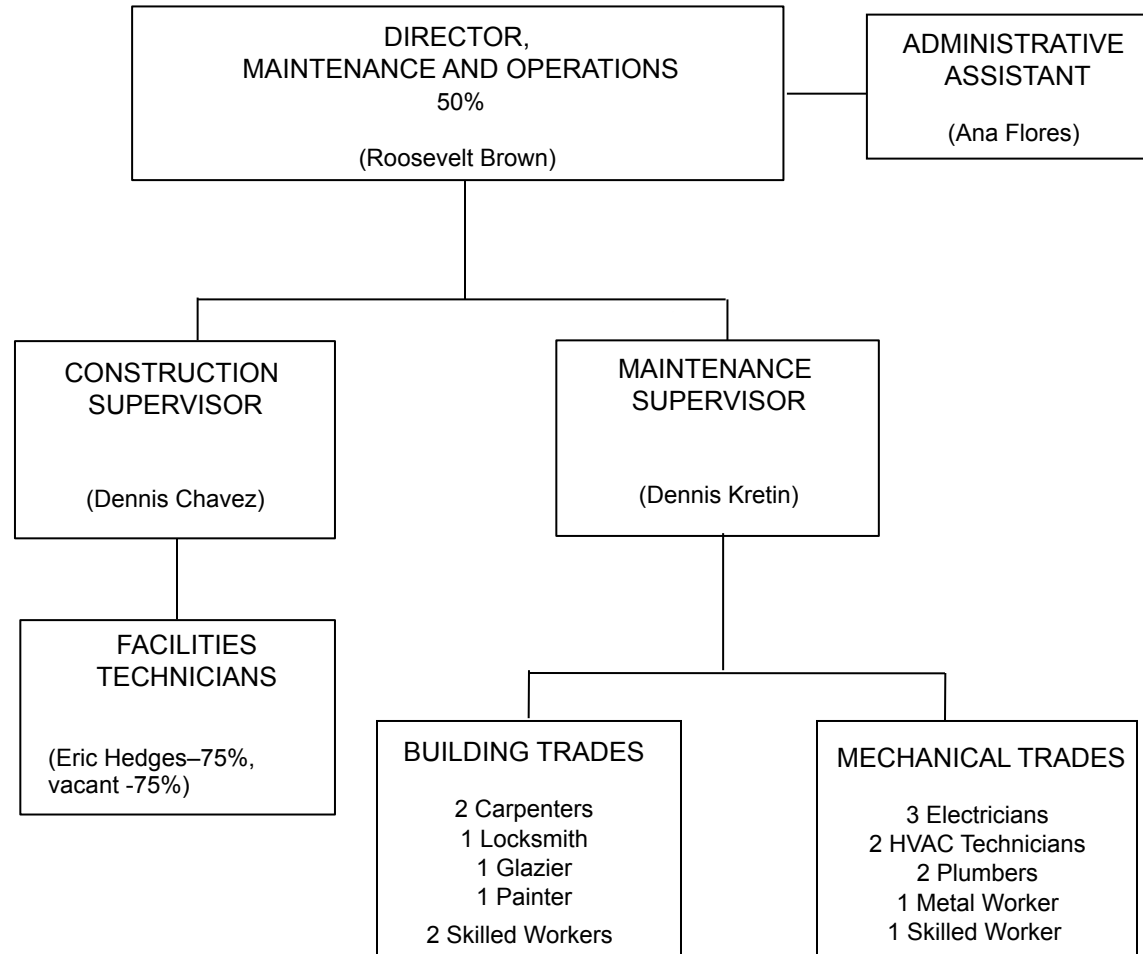 DIRECTOR,
MAINTENANCE AND OPERATIONS
50%
(Roosevelt Brown)
ADMINISTRATIVE
ASSISTANT
(Ana Flores)
CONSTRUCTION
SUPERVISOR
(Dennis Chavez)
MAINTENANCE
SUPERVISOR
(Dennis Kretin)
FACILITIES
TECHNICIANS
(Eric Hedges–75%,
vacant -75%)
BUILDING TRADES
2 Carpenters
1 Locksmith
1 Glazier
1 Painter
2 Skilled Workers
MECHANICAL TRADES
3 Electricians
2 HVAC Technicians
2 Plumbers
1 Metal Worker
1 Skilled Worker